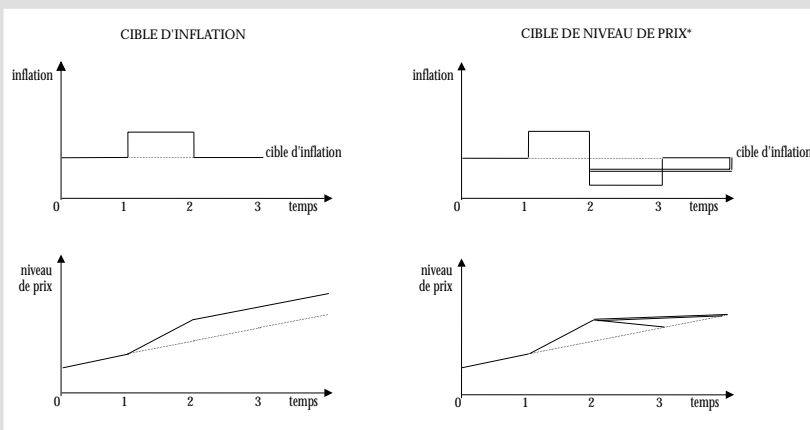 CIBLE D'INFLATION
inflation
cible d'inflation
0 1 2 3 temps
niveau
de prix
0 1 2 3 temps
CIBLE DE NIVEAU DE PRIX*
inflation
cible d'inflation
0 1 2 3 temps
niveau
de prix
0 1 2 3 temps